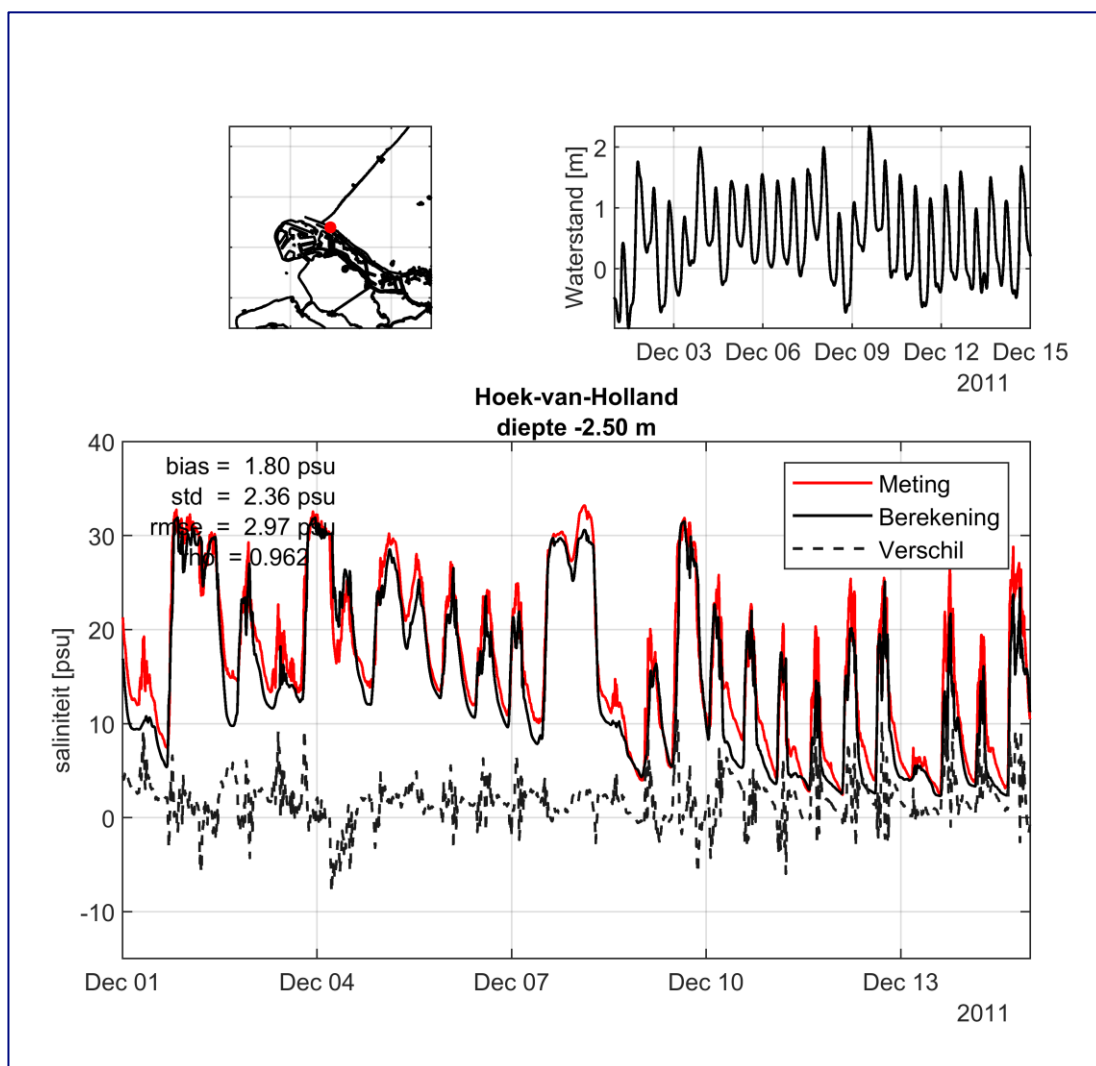 Waterstand [m]
2
1
0
Dec 03 Dec 06 Dec 09 Dec 12 Dec 15
2011
Hoek-van-Holland
diepte -2.50 m
saliniteit [psu]
40
30
20
10
0
-10
bias = 1.80 psu
std = 2.36 psu
rmse = 2.97 psu
rho = 0.962
Meting
Berekening
Verschil
Dec 01 Dec 04 Dec 07 Dec 10 Dec 13
2011